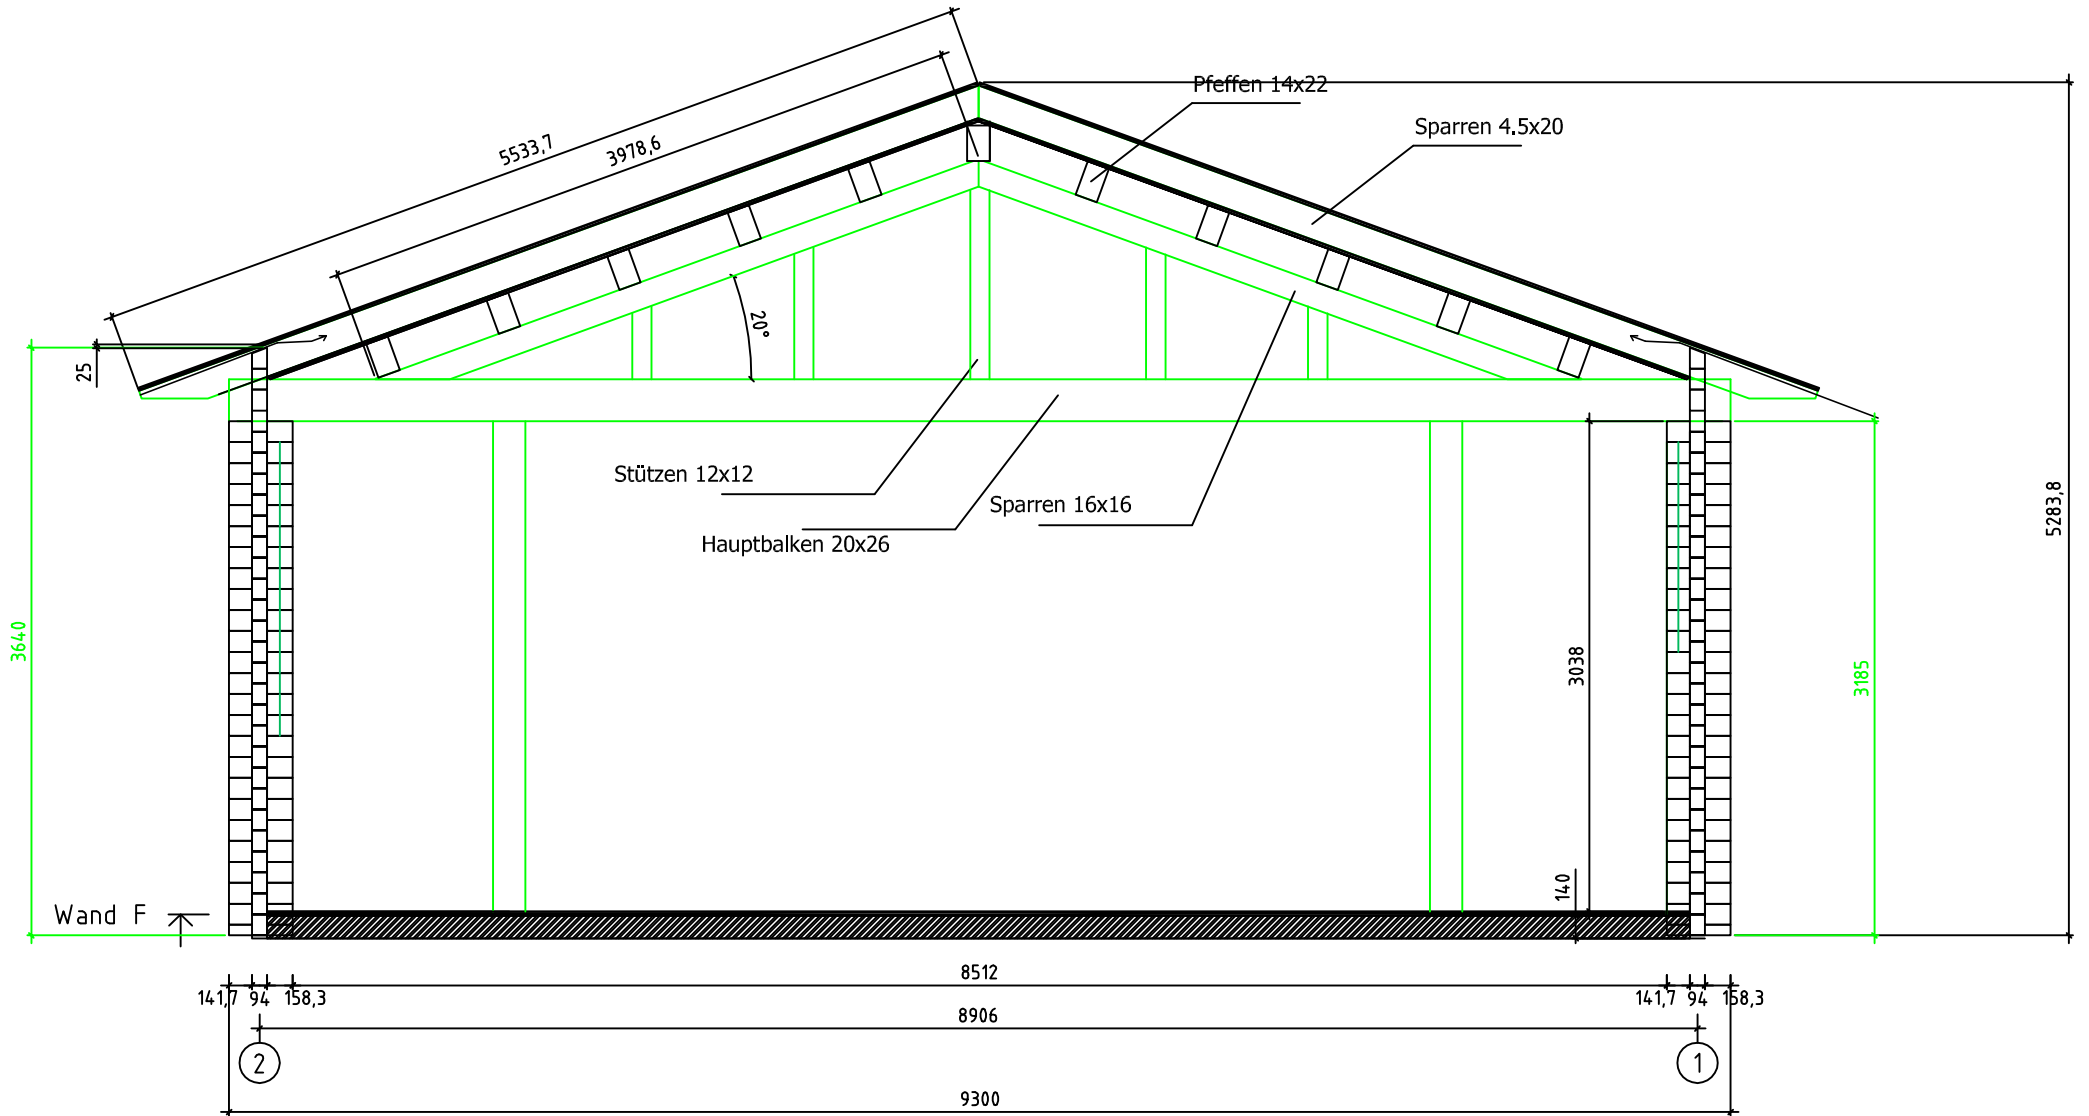 Pfeffen 14x22
Sparren 4.5x20
5533,7
3978,6
20°
25
Stützen 12x12
Sparren 16x16
Hauptbalken 20x26
5283,8
3640
3038
3185
140
Wand F
8512
141,7 94 158,3
141,7 94 158,3
8906
2
1
9300